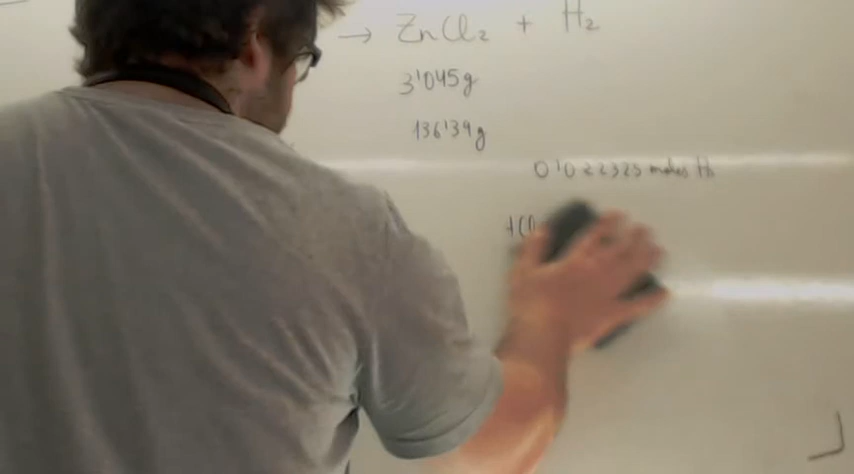 → ZnCl₂ + H₂
3'045g
136'39g
0'022325 moles H₂